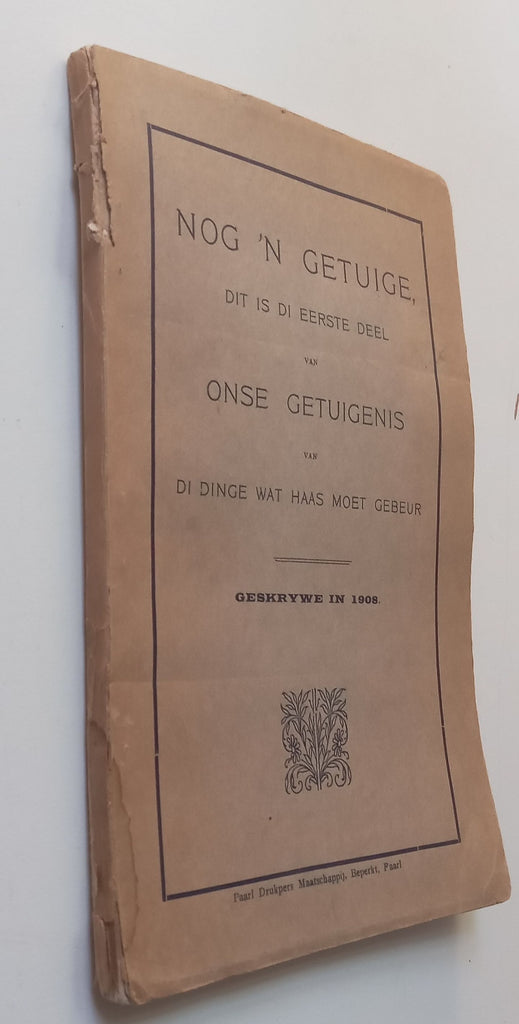 NOG 'N GETUIGE,
DIT IS DI EERSTE DEEL
VAN
ONSE GETUIGENIS
VAN
DI DINGE WAT HAAS MOET GEBEUR
GESKRYWE IN 1908.
Paarl Drukpers Maatschappij, Beperkt, Paarl